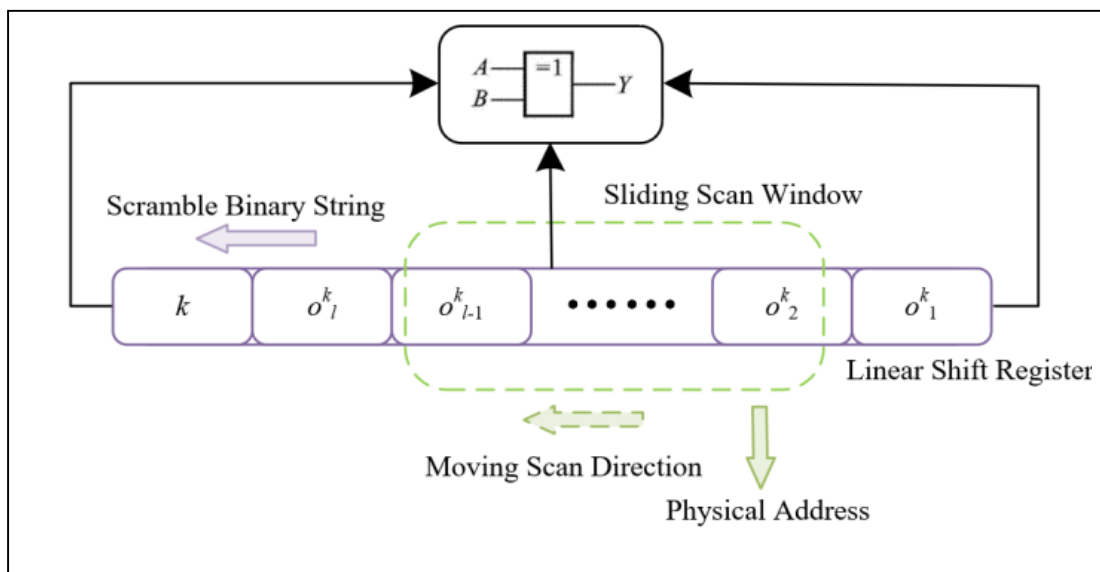 A
=1
Y
B
Sliding Scan Window
Scramble Binary String
k
o^k_l
o^k_{l-1}
......
o^k_2
o^k_1
Linear Shift Register
Moving Scan Direction
Physical Address